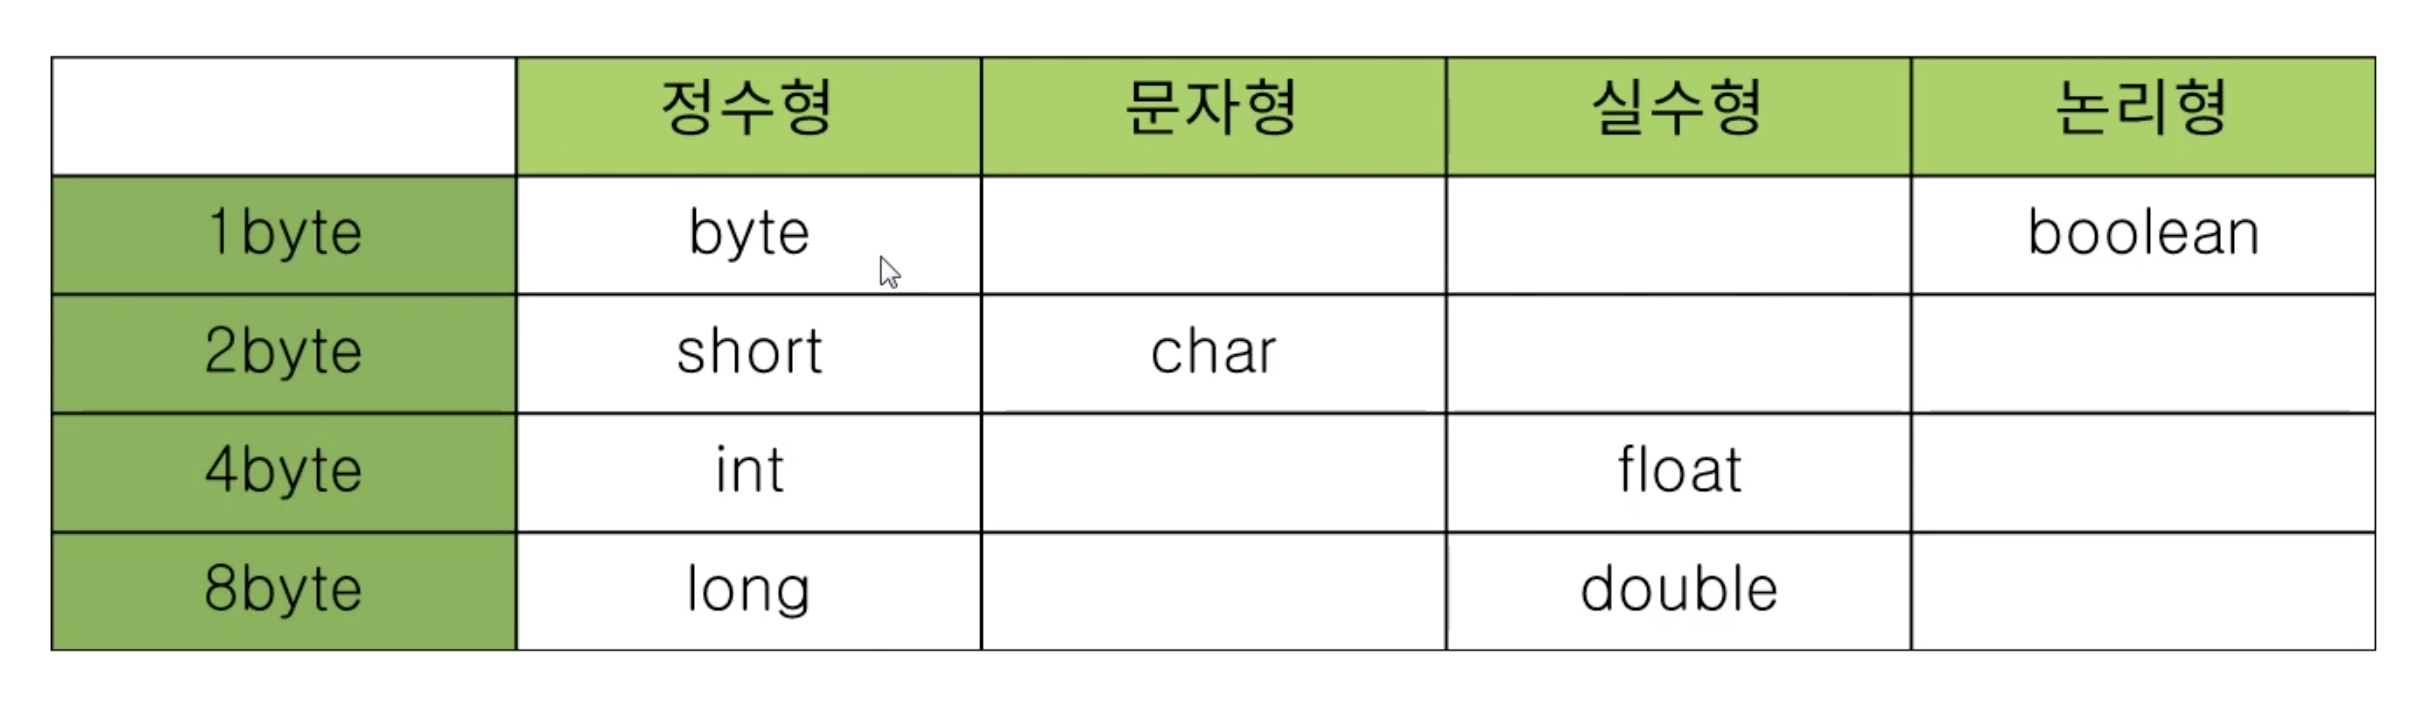 정수형 문자형 실수형 논리형
1byte byte boolean
2byte short char
4byte int float
8byte long double